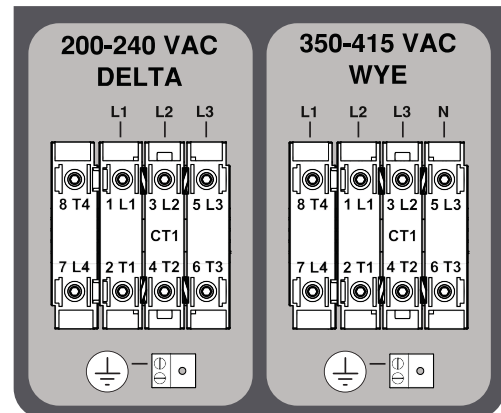 200-240 VAC
DELTA
L1 L2 L3
8 T4 1 L1 3 L2 5 L3
CT1
7 L4 2 T1 4 T2 6 T3
350-415 VAC
WYE
L1 L2 L3 N
8 T4 1 L1 3 L2 5 L3
CT1
7 L4 2 T1 4 T2 6 T3